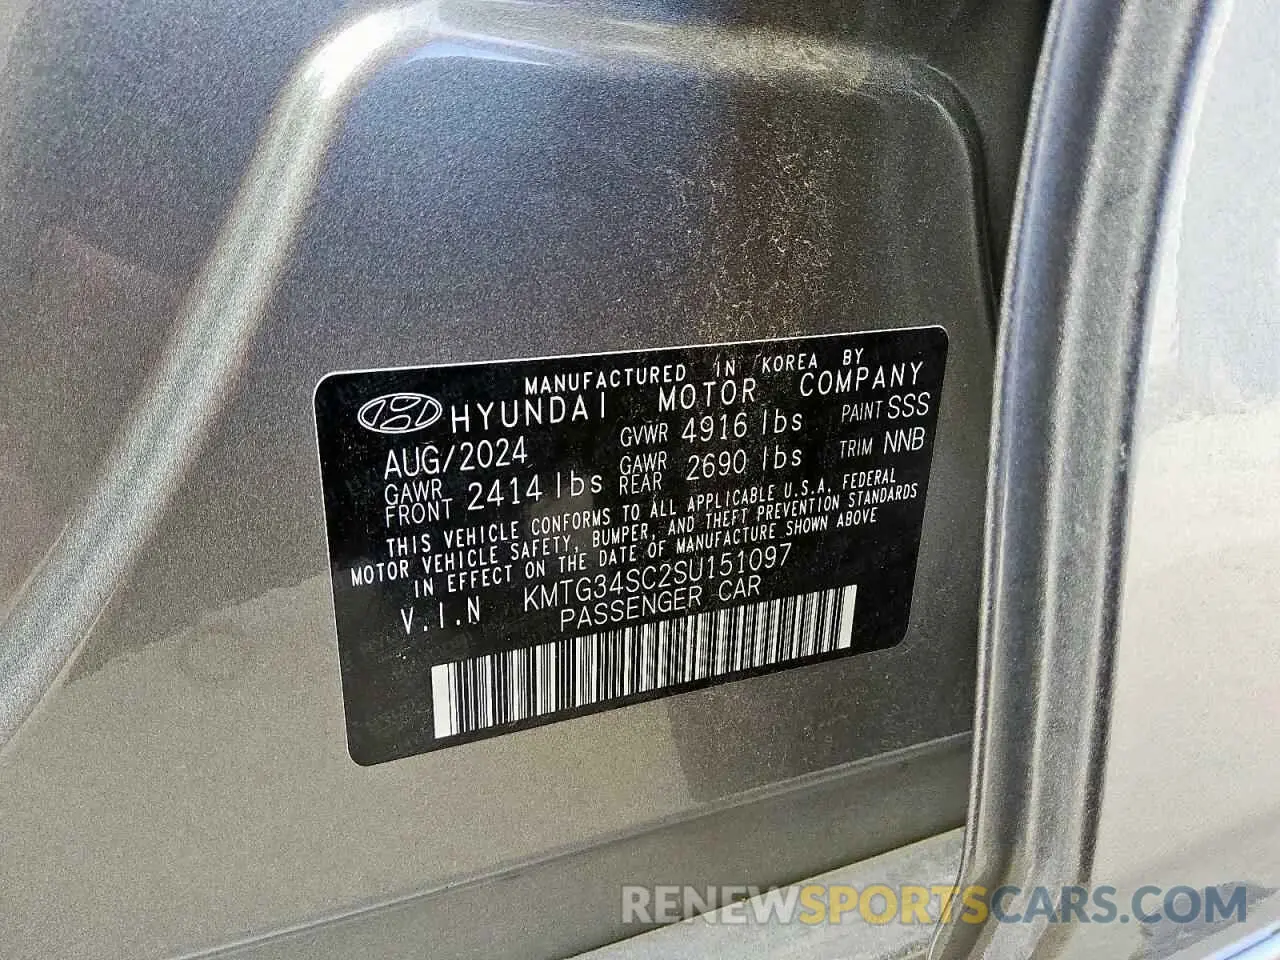 MANUFACTURED IN KOREA BY
HYUNDAI MOTOR COMPANY
AUG/2024 GVWR 4916 lbs PAINT SSS
GAWR FRONT 2414 lbs GAWR REAR 2690 lbs TRIM NNB
THIS VEHICLE CONFORMS TO ALL APPLICABLE U.S.A. FEDERAL
MOTOR VEHICLE SAFETY, BUMPER, AND THEFT PREVENTION STANDARDS
IN EFFECT ON THE DATE OF MANUFACTURE SHOWN ABOVE
V.I.N KMTG34SC2SU151097
PASSENGER CAR
RENEWSPORTSCARS.COM